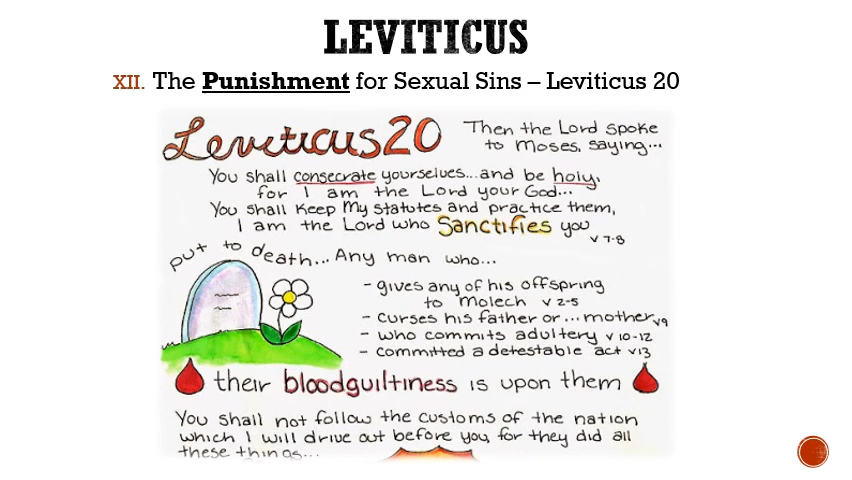 LEVITICUS
XII. The Punishment for Sexual Sins – Leviticus 20
Leviticus 20
Then the Lord spoke
to Moses, saying...
You shall consecrate yourselves...and be holy,
for I am the Lord your God...
You shall keep My statutes and practice them,
I am the Lord who Sanctifies you
v 7-8
put to death... Any man who...
- gives any of his offspring
to Molech v 2-5
- curses his father or ... mother v9
- who commits adultery v 10-12
- committed a detestable act v13
their bloodguiltiness is upon them
You shall not follow the customs of the nation
which I will drive out before you, for they did all
these things...